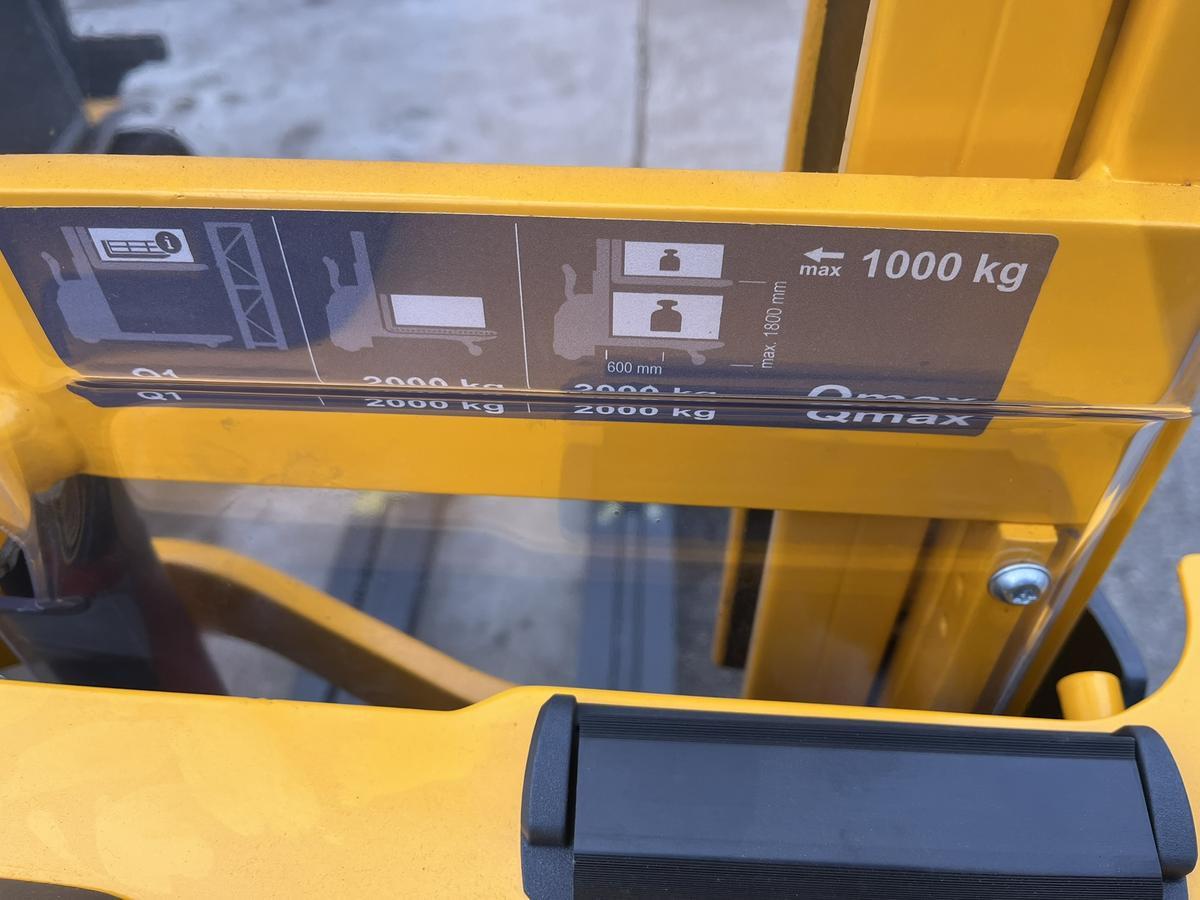 i
max 1000 kg
max. 1800 mm
600 mm
Q1
2000 kg
2000 kg
Qmax